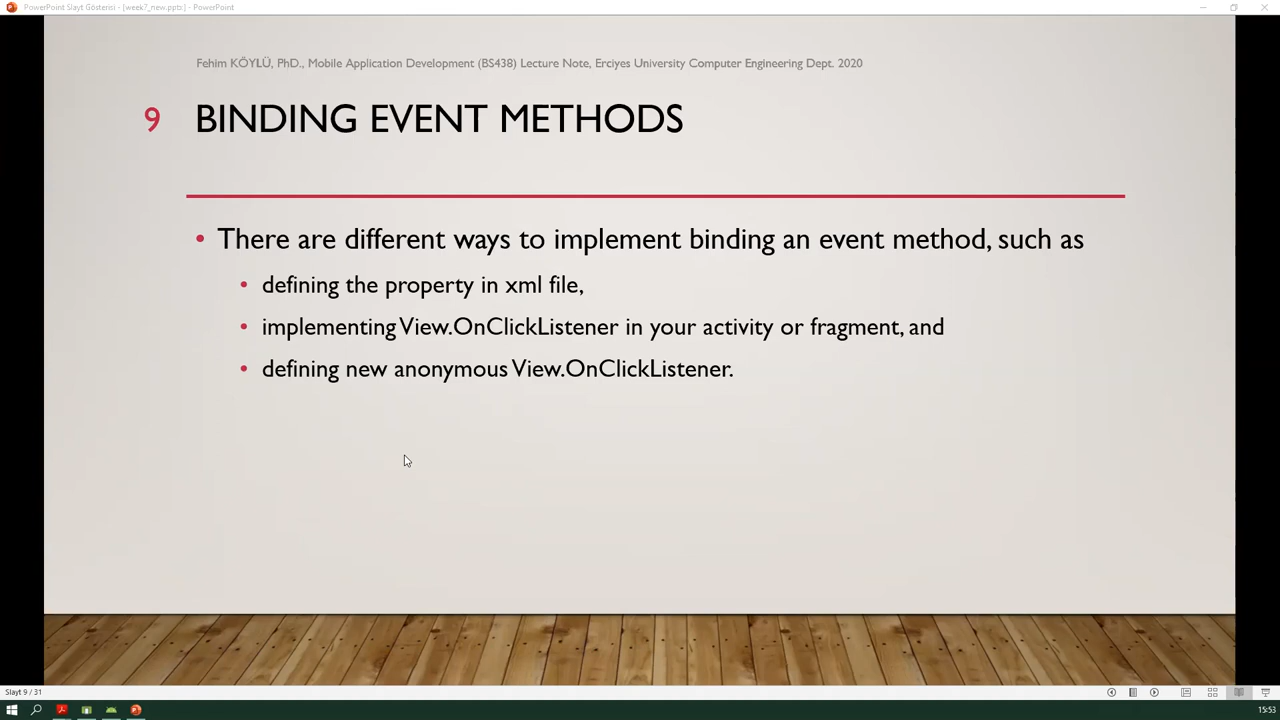 PowerPoint Slayt Gösterisi - [week7_new.pptx] - PowerPoint
Fehim KÖYLÜ, PhD., Mobile Application Development (BS438) Lecture Note, Erciyes University Computer Engineering Dept. 2020
9 BINDING EVENT METHODS
• There are different ways to implement binding an event method, such as
• defining the property in xml file,
• implementing View.OnClickListener in your activity or fragment, and
• defining new anonymous View.OnClickListener.
Slayt 9 / 31
15:53